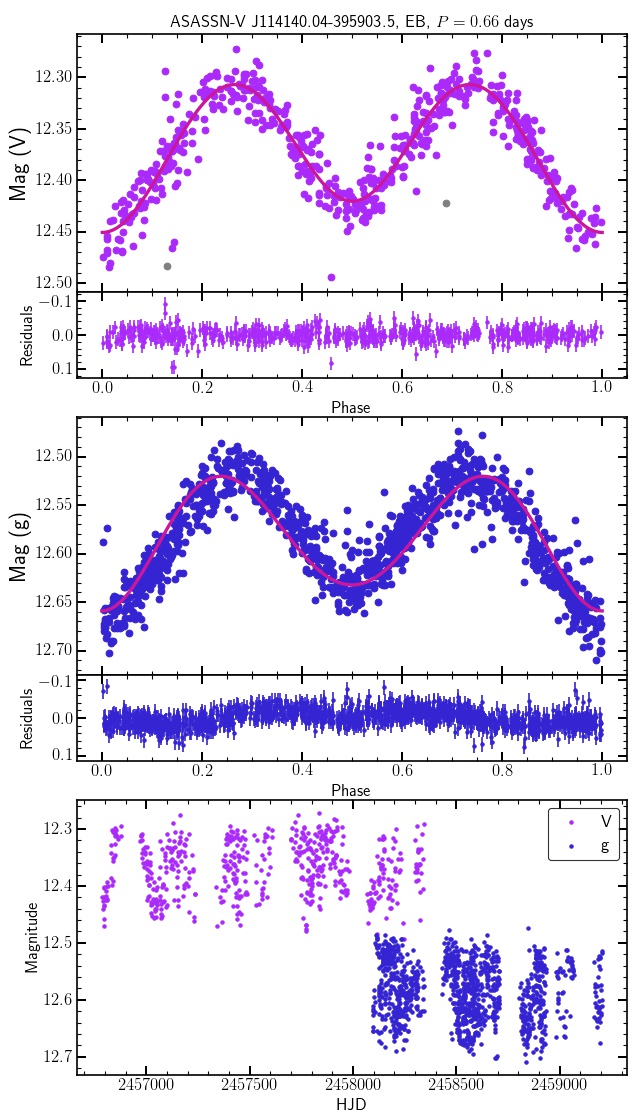 ASASSN-V J114140.04-395903.5, EB, P = 0.66 days
12.30
12.35
12.40
12.45
12.50
Mag (V)
−0.1
0.0
0.1
Residuals
0.0 0.2 0.4 0.6 0.8 1.0
Phase
12.50
12.55
12.60
12.65
12.70
Mag (g)
−0.1
0.0
0.1
Residuals
0.0 0.2 0.4 0.6 0.8 1.0
Phase
V
g
12.3
12.4
12.5
12.6
12.7
Magnitude
2457000 2457500 2458000 2458500 2459000
HJD